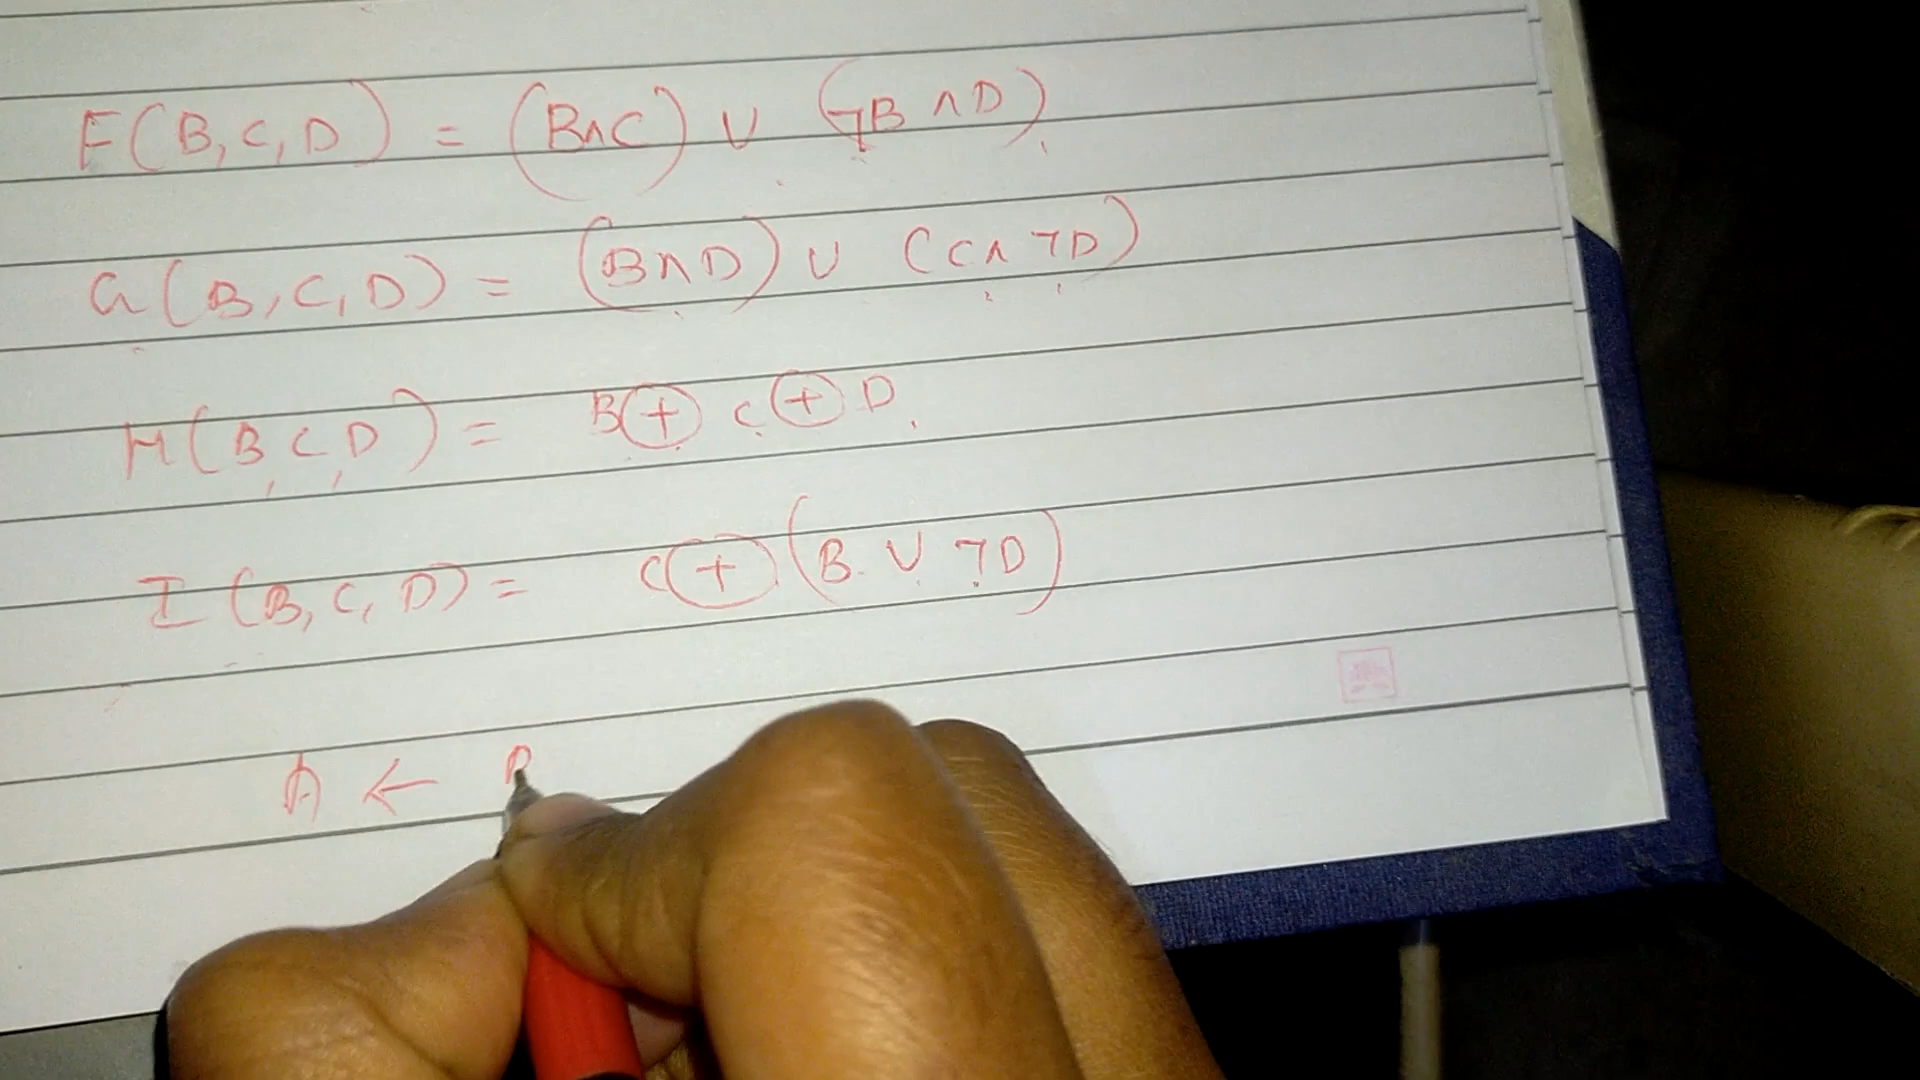 F(B,C,D) = (B∧C) ∨ (¬B ∧D)
G(B,C,D) = (B∧D) ∨ (C∧ ¬D)
H(B,C,D) = B⊕C⊕D
I(B,C,D) = C⊕(B ∨ ¬D)
A ←